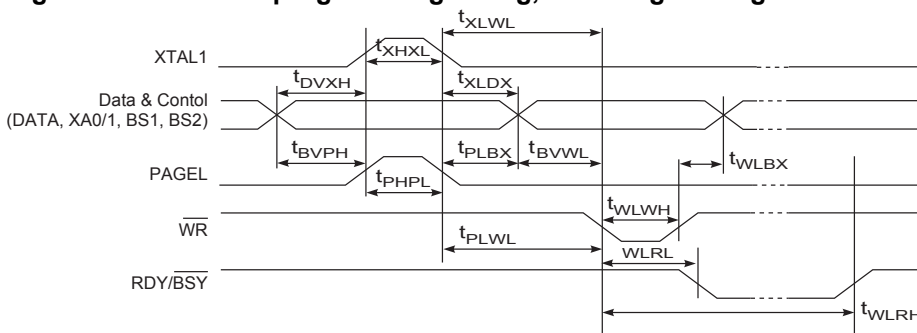 tXLWL
XTAL1
tXHXL
tDVXH
tXLDX
Data & Contol
(DATA, XA0/1, BS1, BS2)
tBVPH
tPLBX
tBVWL
tWLBX
PAGEL
tPHPL
tWLWH
WR
tPLWL
WLRL
RDY/BSY
tWLRH